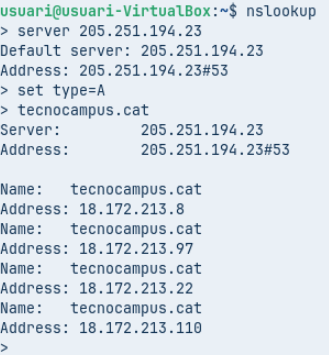 usuari@usuari-VirtualBox:~$ nslookup
> server 205.251.194.23
Default server: 205.251.194.23
Address: 205.251.194.23#53
> set type=A
> tecnocampus.cat
Server:         205.251.194.23
Address:        205.251.194.23#53

Name:   tecnocampus.cat
Address: 18.172.213.8
Name:   tecnocampus.cat
Address: 18.172.213.97
Name:   tecnocampus.cat
Address: 18.172.213.22
Name:   tecnocampus.cat
Address: 18.172.213.110
>